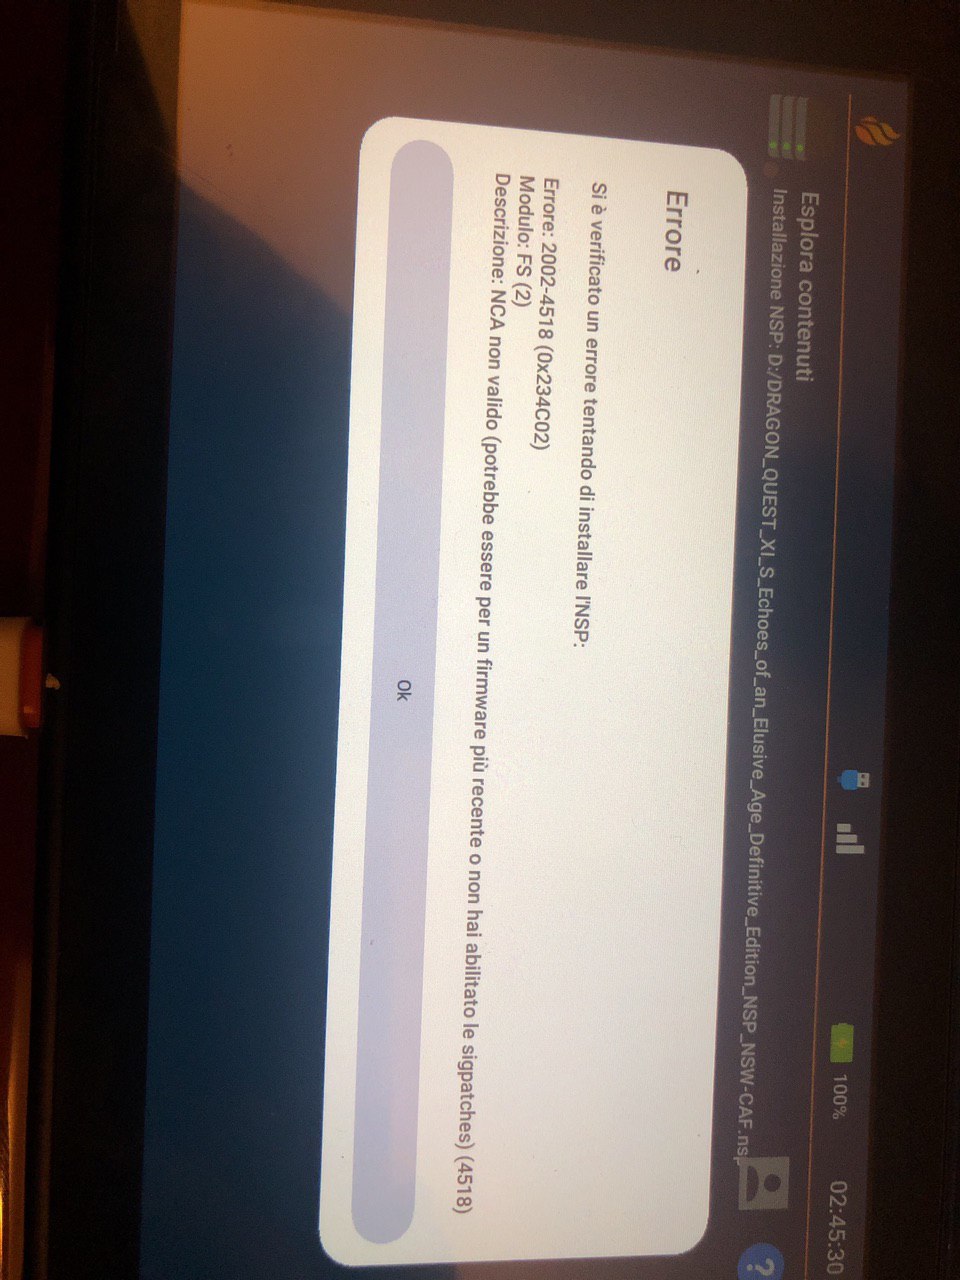 100%
02:45:30
Esplora contenuti
Installazione NSP: D:/DRAGON_QUEST_XI_S_Echoes_of_an_Elusive_Age_Definitive_Edition_NSP_NSW-CAF.nsp
?
Errore
Si è verificato un errore tentando di installare l'NSP:
Errore: 2002-4518 (0x234C02)
Modulo: FS (2)
Descrizione: NCA non valido (potrebbe essere per un firmware più recente o non hai abilitato le sigpatches) (4518)
Ok